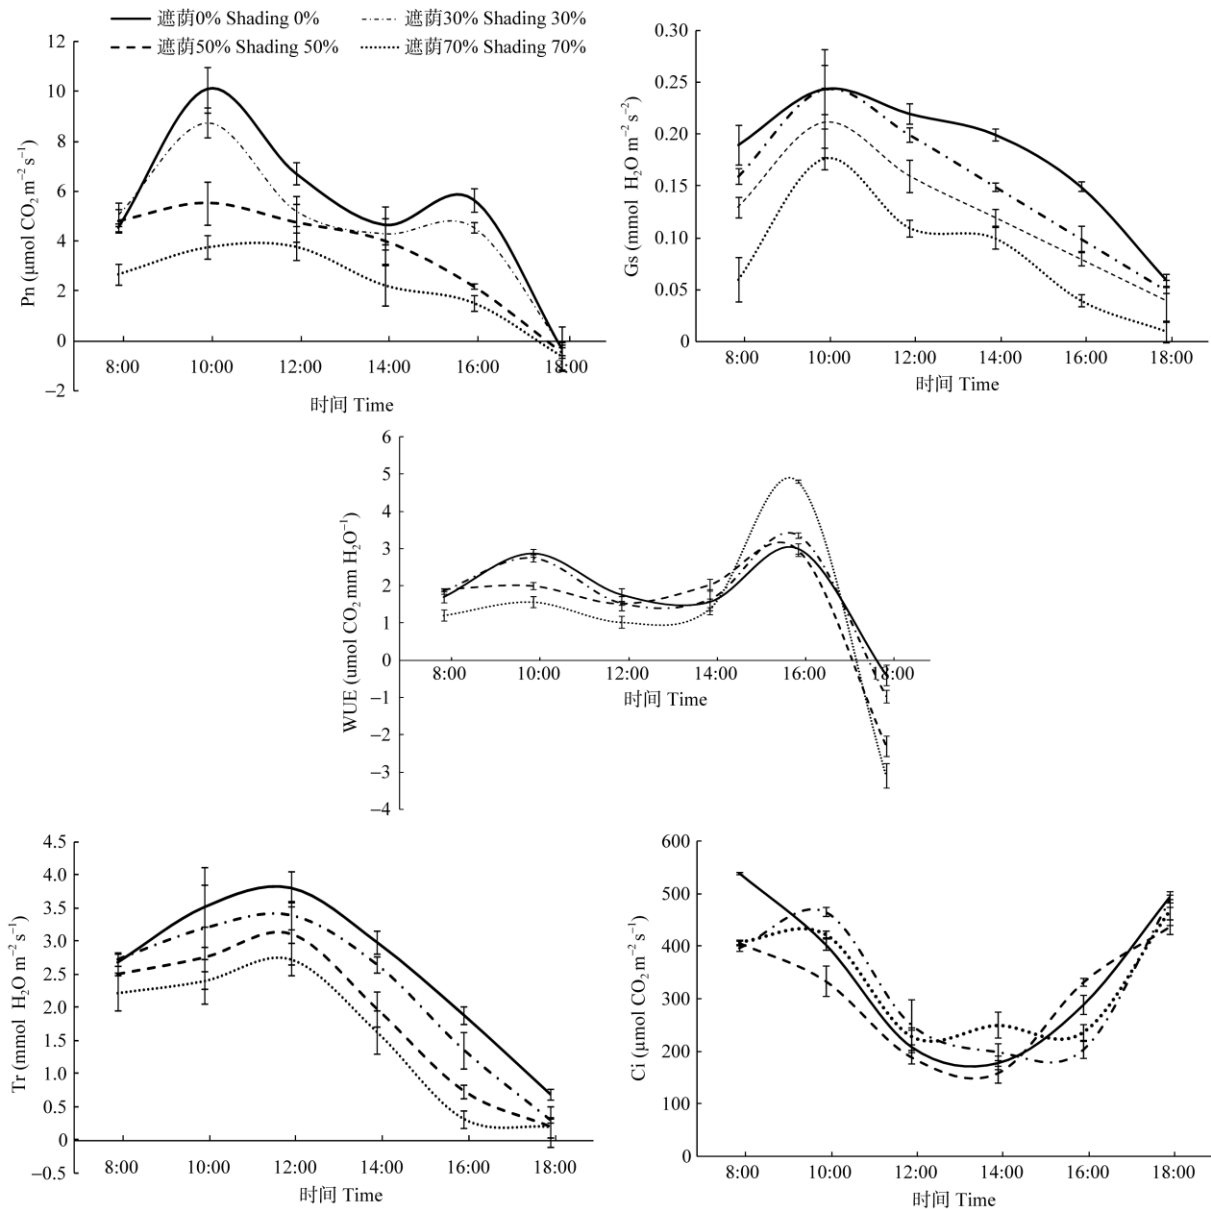 遮荫0% Shading 0%
遮荫30% Shading 30%
遮荫50% Shading 50%
遮荫70% Shading 70%
12
10
8
6
4
2
0
−2
Pn (μmol CO₂ m⁻² s⁻¹)
8:00 10:00 12:00 14:00 16:00 18:00
时间 Time
0.30
0.25
0.20
0.15
0.10
0.05
0
Gs (mmol H₂O m⁻² s⁻²)
8:00 10:00 12:00 14:00 16:00 18:00
时间 Time
6
5
4
3
2
1
0
−1
−2
−3
−4
WUE (umol CO₂ mm H₂O⁻¹)
8:00 10:00 12:00 14:00 16:00 18:00
时间 Time
4.5
4.0
3.5
3.0
2.5
2.0
1.5
1.0
0.5
0
−0.5
Tr (mmol H₂O m⁻² s⁻¹)
8:00 10:00 12:00 14:00 16:00 18:00
时间 Time
600
500
400
300
200
100
0
Ci (μmol CO₂ m⁻² s⁻¹)
8:00 10:00 12:00 14:00 16:00 18:00
时间 Time